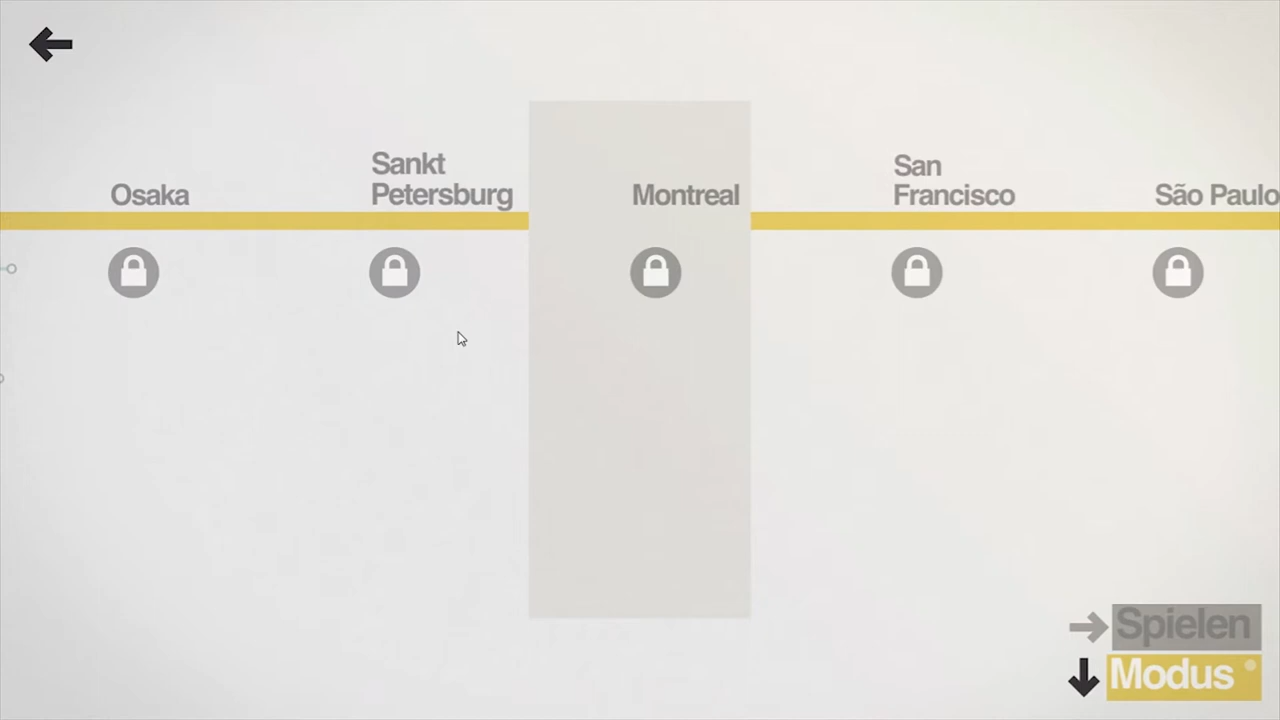 Osaka
Sankt
Petersburg
Montreal
San
Francisco
São Paulo
Spielen
Modus